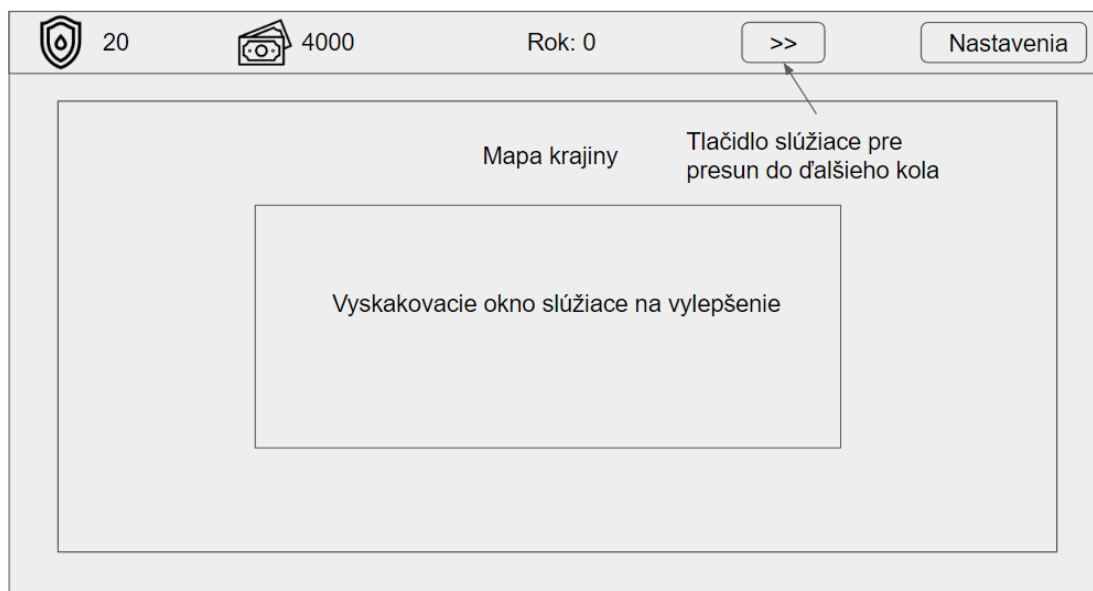 20
4000
Rok: 0
>>
Nastavenia
Mapa krajiny
Tlačidlo slúžiace pre
presun do ďalšieho kola
Vyskakovacie okno slúžiace na vylepšenie